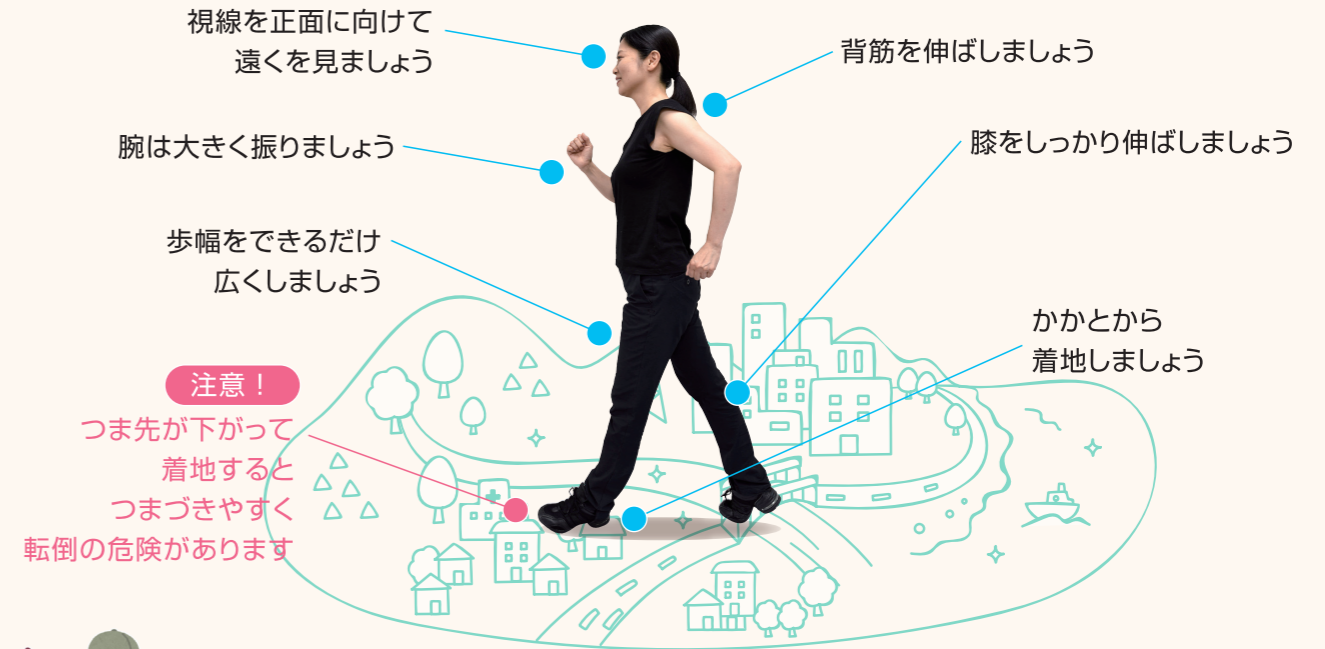 視線を正面に向けて
遠くを見ましょう
背筋を伸ばしましょう
腕は大きく振りましょう
膝をしっかり伸ばしましょう
歩幅をできるだけ
広くしましょう
かかとから
着地しましょう
注意！
つま先が下がって
着地すると
つまづきやすく
転倒の危険があります